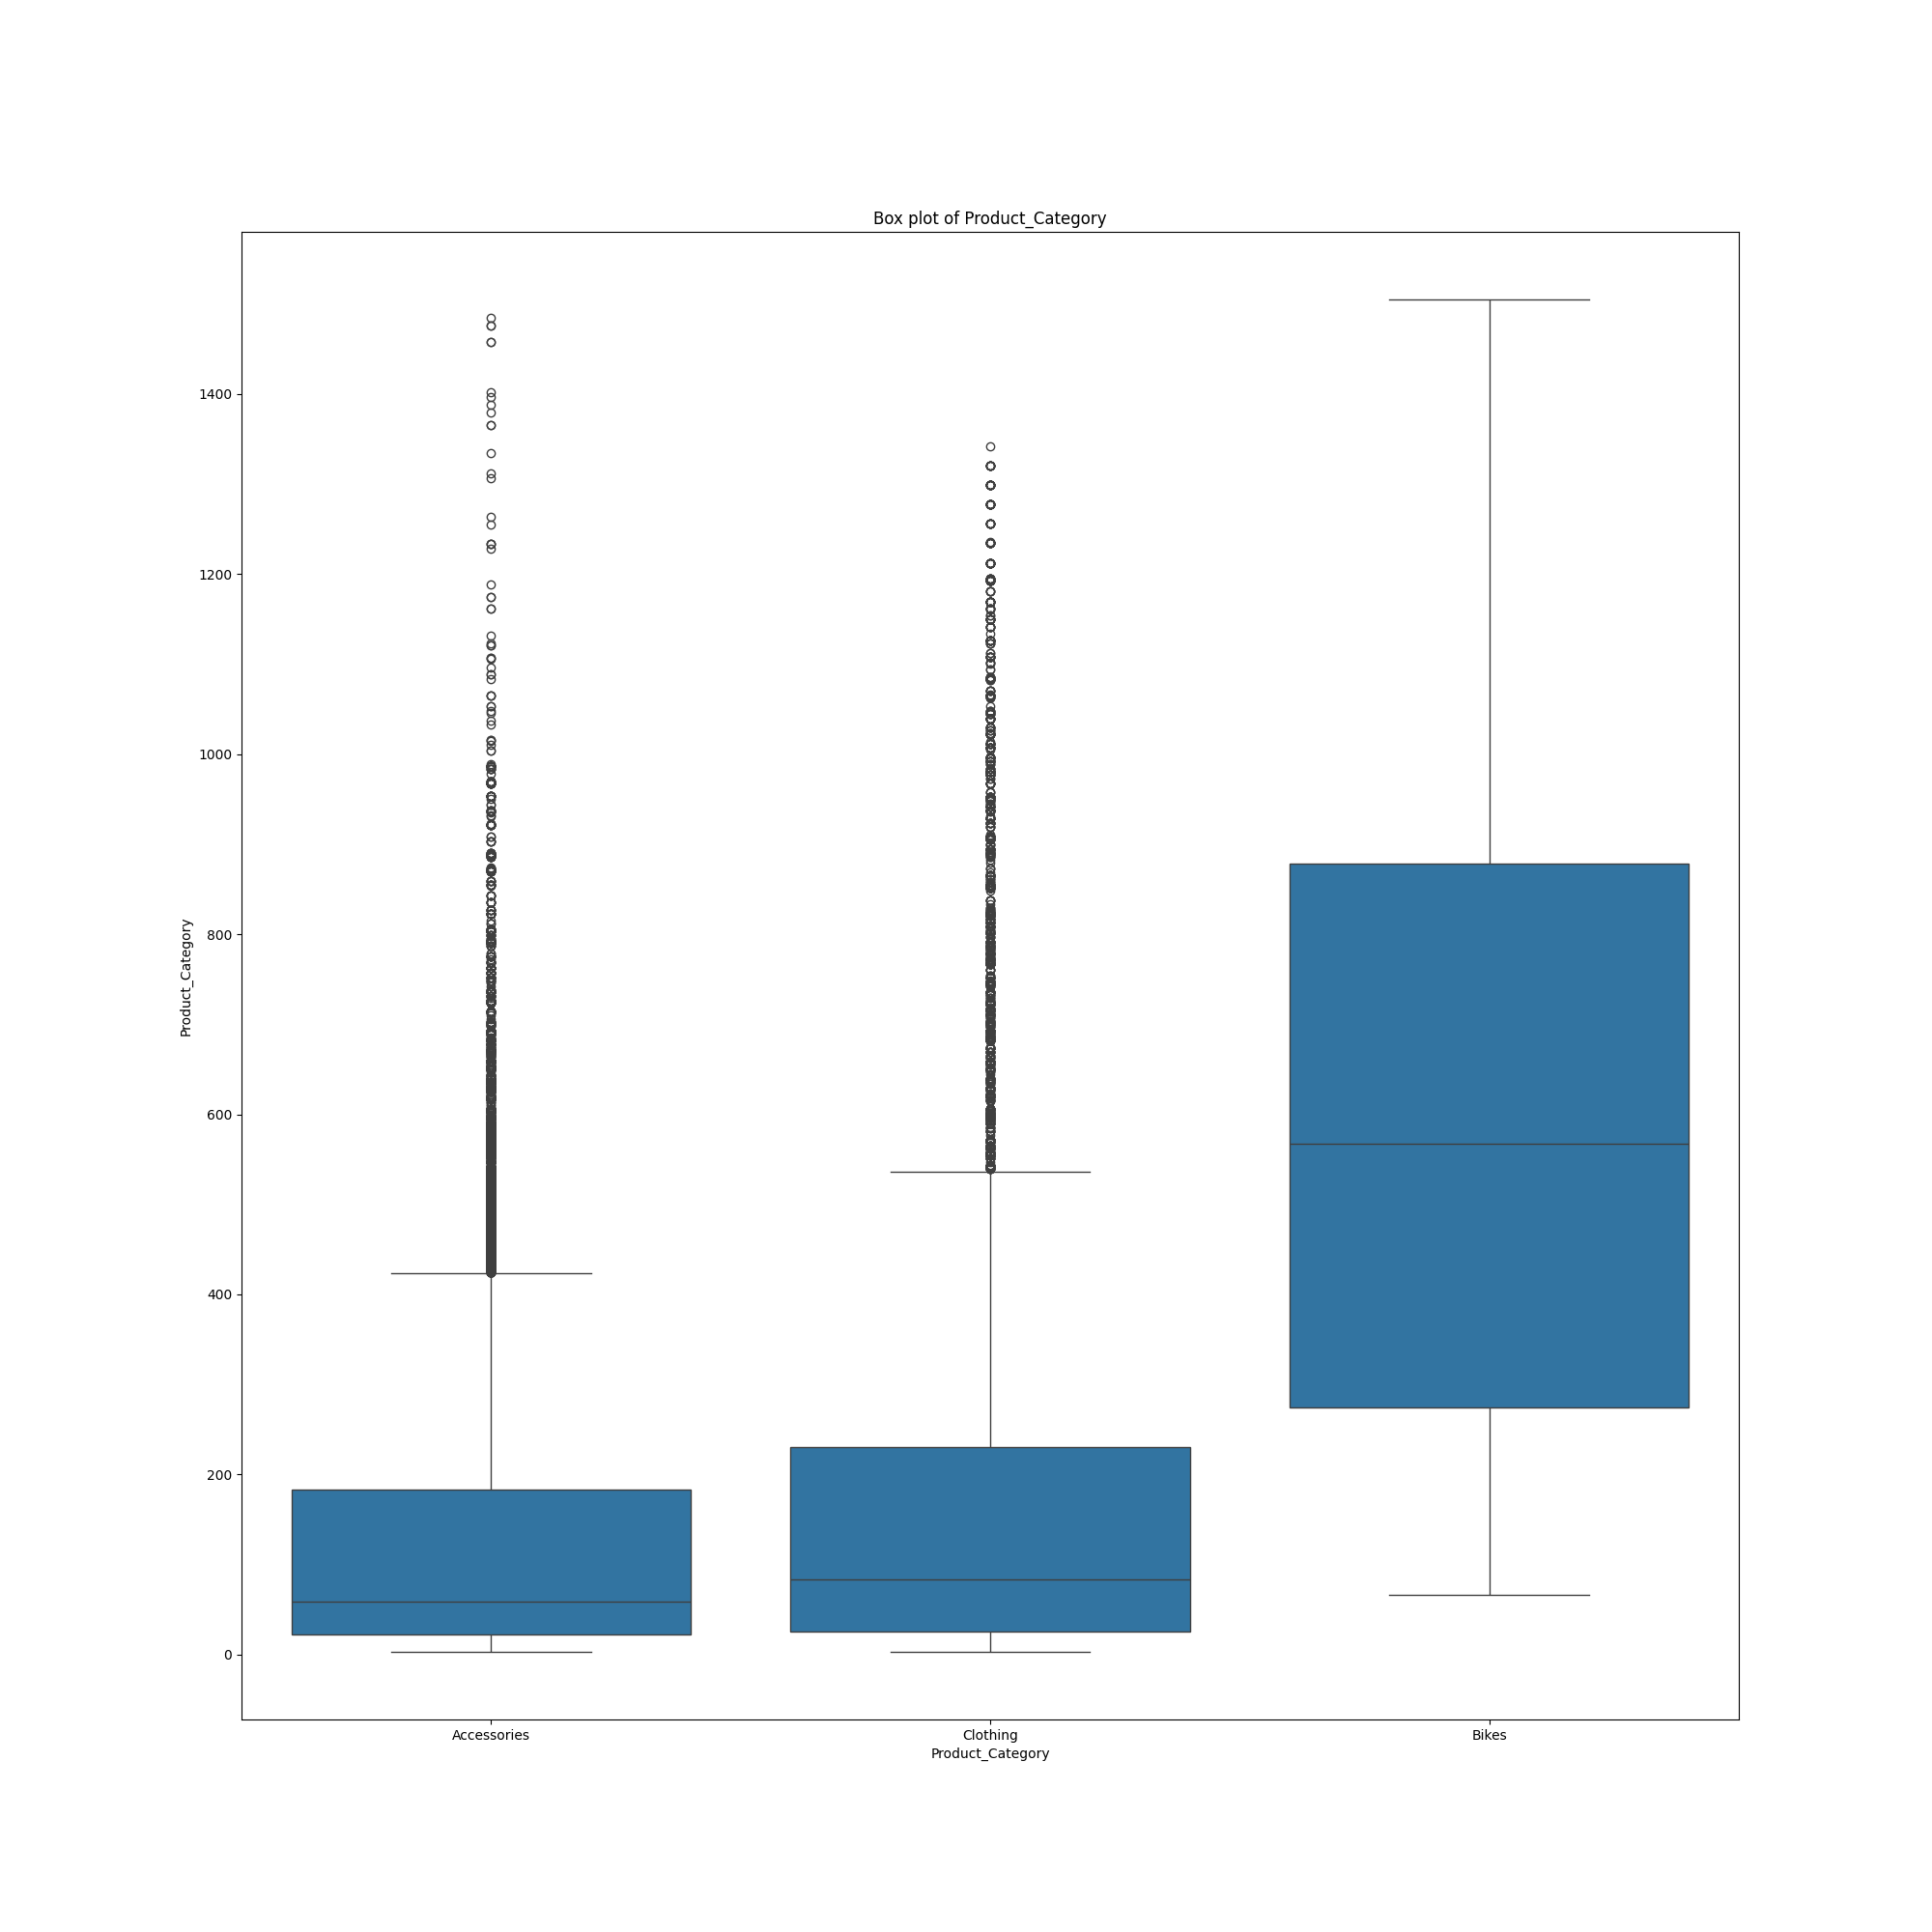 Box plot of Product_Category
1400
1200
1000
800
600
400
200
0
Product_Category
Accessories
Clothing
Bikes
Product_Category